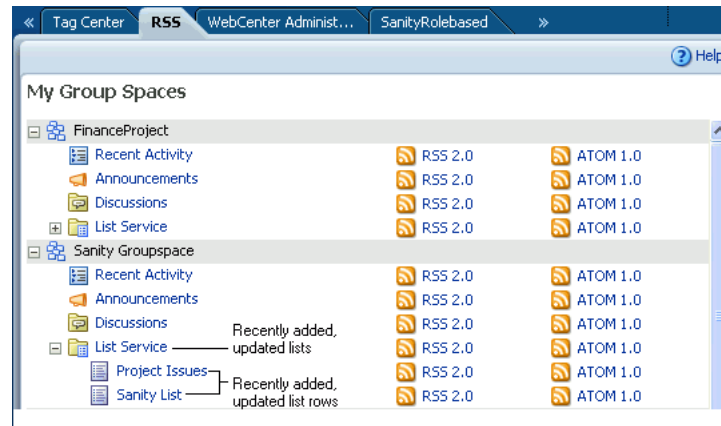 « Tag Center RSS WebCenter Administ... SanityRolebased »
Help
My Group Spaces
FinanceProject
Recent Activity RSS 2.0 ATOM 1.0
Announcements RSS 2.0 ATOM 1.0
Discussions RSS 2.0 ATOM 1.0
List Service RSS 2.0 ATOM 1.0
Sanity Groupspace
Recent Activity RSS 2.0 ATOM 1.0
Announcements RSS 2.0 ATOM 1.0
Discussions RSS 2.0 ATOM 1.0
Recently added,
List Service updated lists RSS 2.0 ATOM 1.0
Project Issues RSS 2.0 ATOM 1.0
Recently added,
Sanity List RSS 2.0 ATOM 1.0
updated list rows